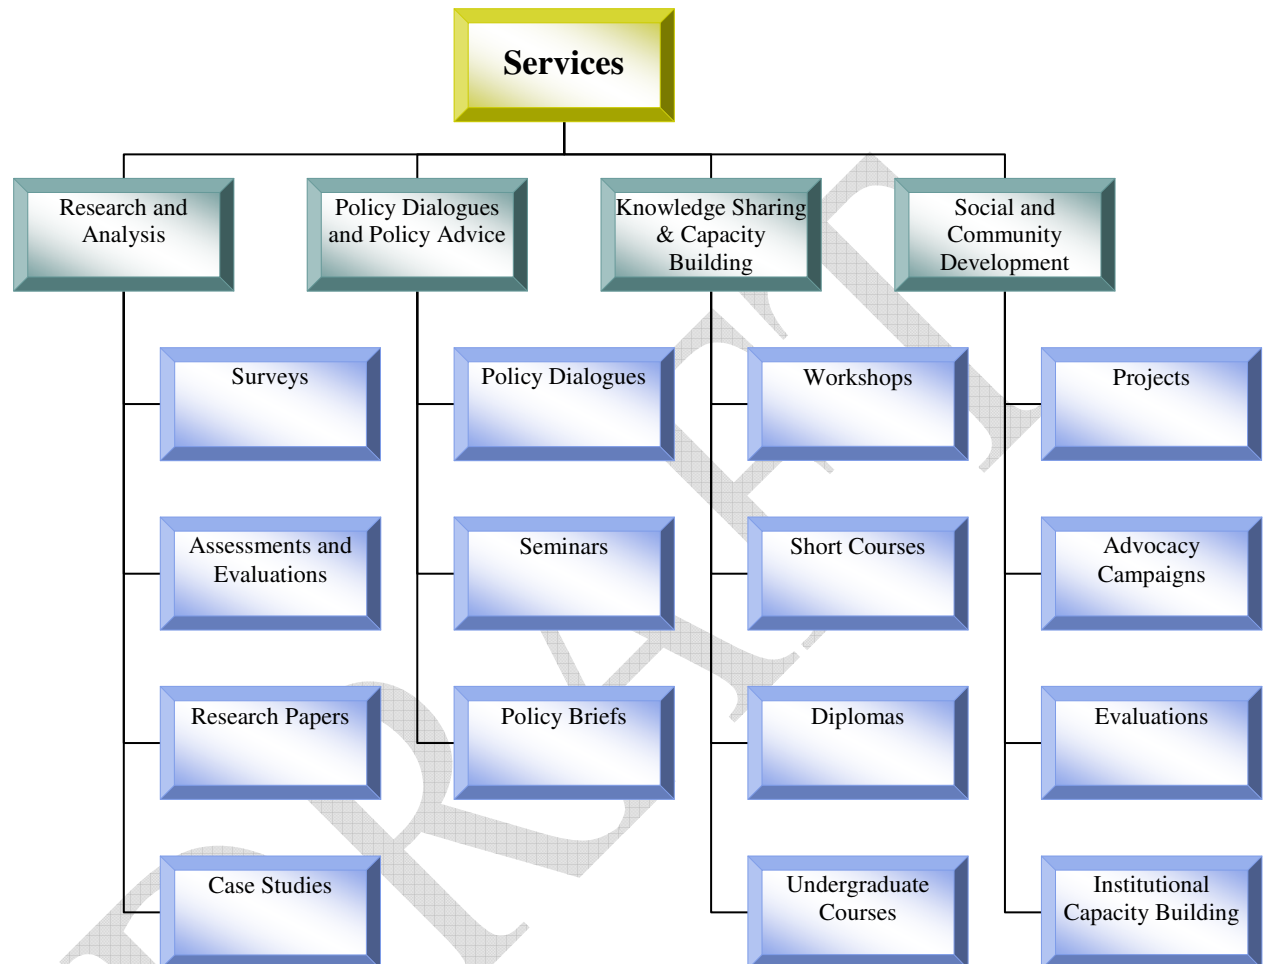 Services
Research and
Analysis
Policy Dialogues
and Policy Advice
Knowledge Sharing
& Capacity
Building
Social and
Community
Development
Surveys
Policy Dialogues
Workshops
Projects
Assessments and
Evaluations
Seminars
Short Courses
Advocacy
Campaigns
Research Papers
Policy Briefs
Diplomas
Evaluations
Case Studies
Undergraduate
Courses
Institutional
Capacity Building
DRAFT